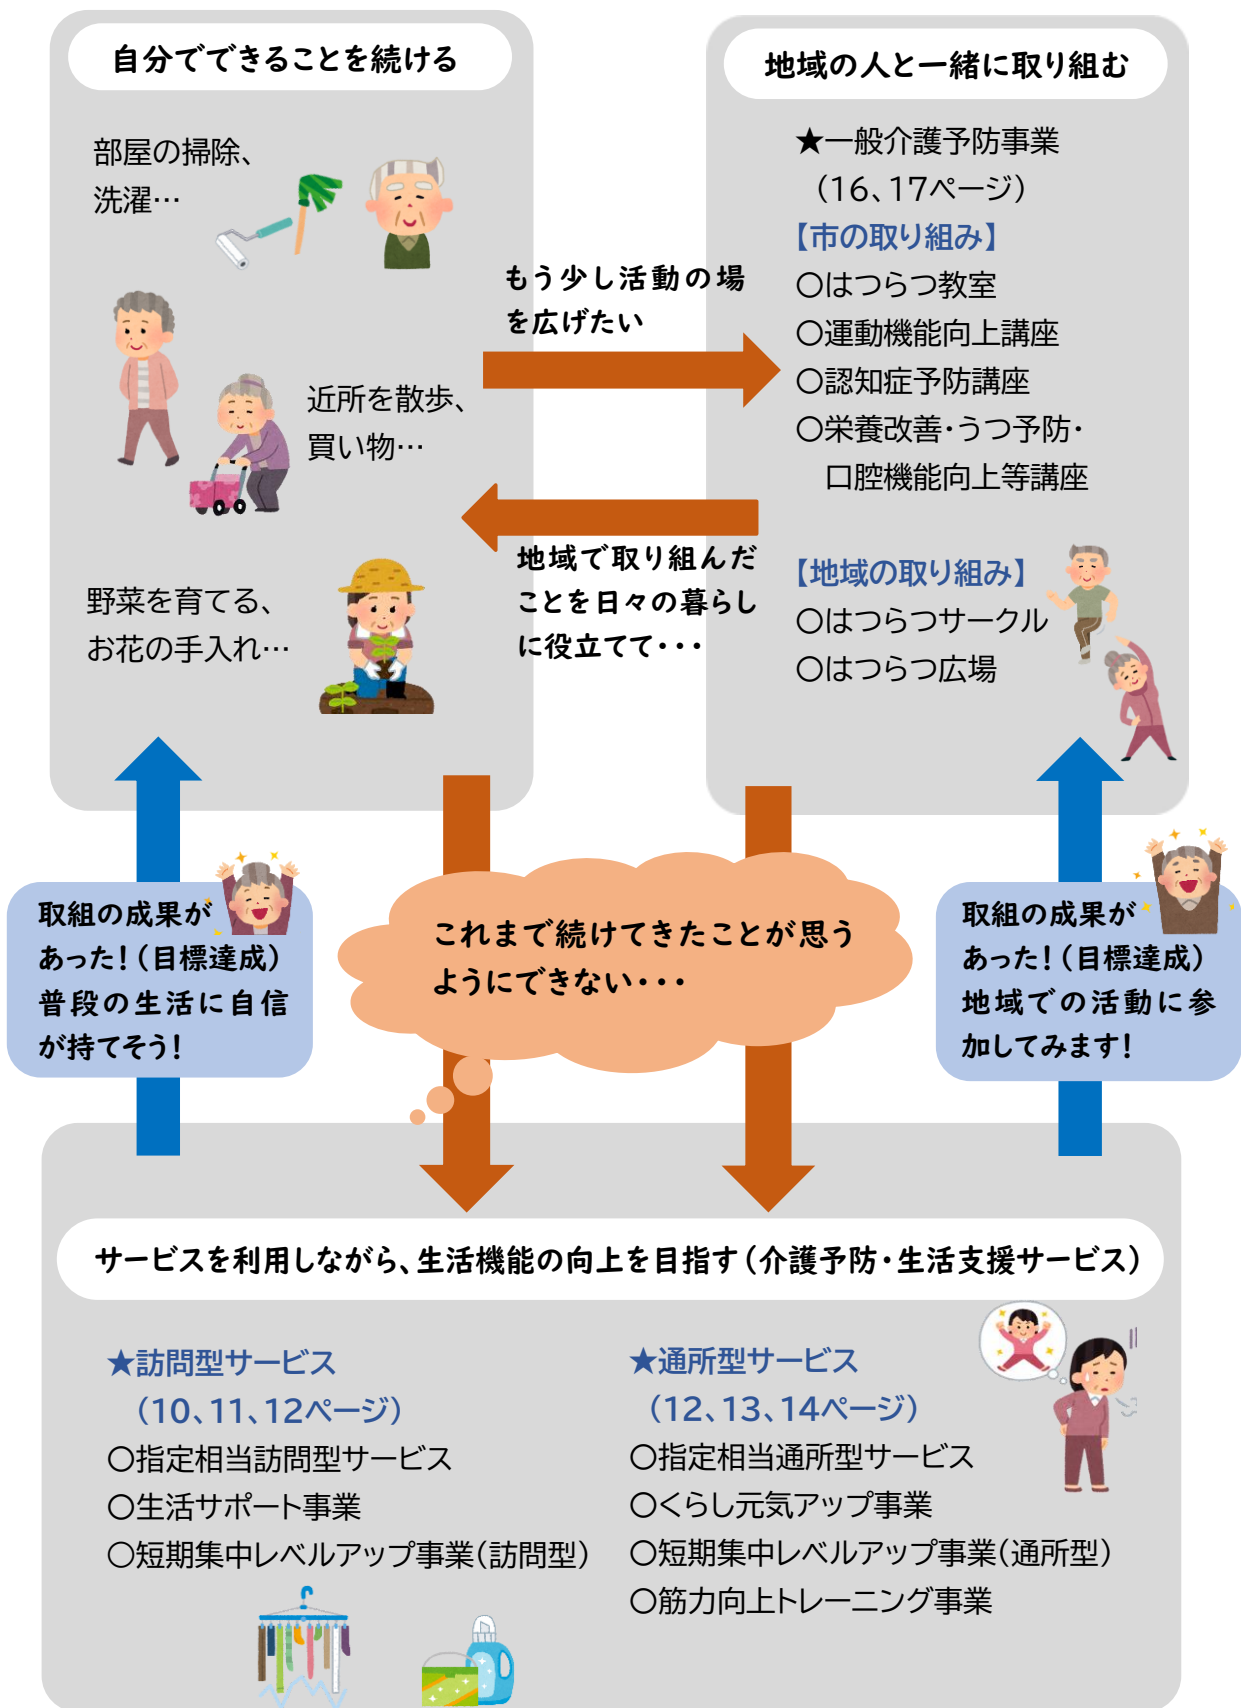 自分でできることを続ける
部屋の掃除、
洗濯…
近所を散歩、
買い物…
野菜を育てる、
お花の手入れ…
もう少し活動の場
を広げたい
地域で取り組んだ
ことを日々の暮らし
に役立てて・・・
地域の人と一緒に取り組む
★一般介護予防事業
(16、17ページ)
【市の取り組み】
○はつらつ教室
○運動機能向上講座
○認知症予防講座
○栄養改善・うつ予防・
口腔機能向上等講座
【地域の取り組み】
○はつらつサークル
○はつらつ広場
取組の成果が
あった!(目標達成)
普段の生活に自信
が持てそう!
これまで続けてきたことが思う
ようにできない・・・
取組の成果が
あった!(目標達成)
地域での活動に参
加してみます!
サービスを利用しながら、生活機能の向上を目指す(介護予防・生活支援サービス)
★訪問型サービス
(10、11、12ページ)
○指定相当訪問型サービス
○生活サポート事業
○短期集中レベルアップ事業(訪問型)
★通所型サービス
(12、13、14ページ)
○指定相当通所型サービス
○くらし元気アップ事業
○短期集中レベルアップ事業(通所型)
○筋力向上トレーニング事業